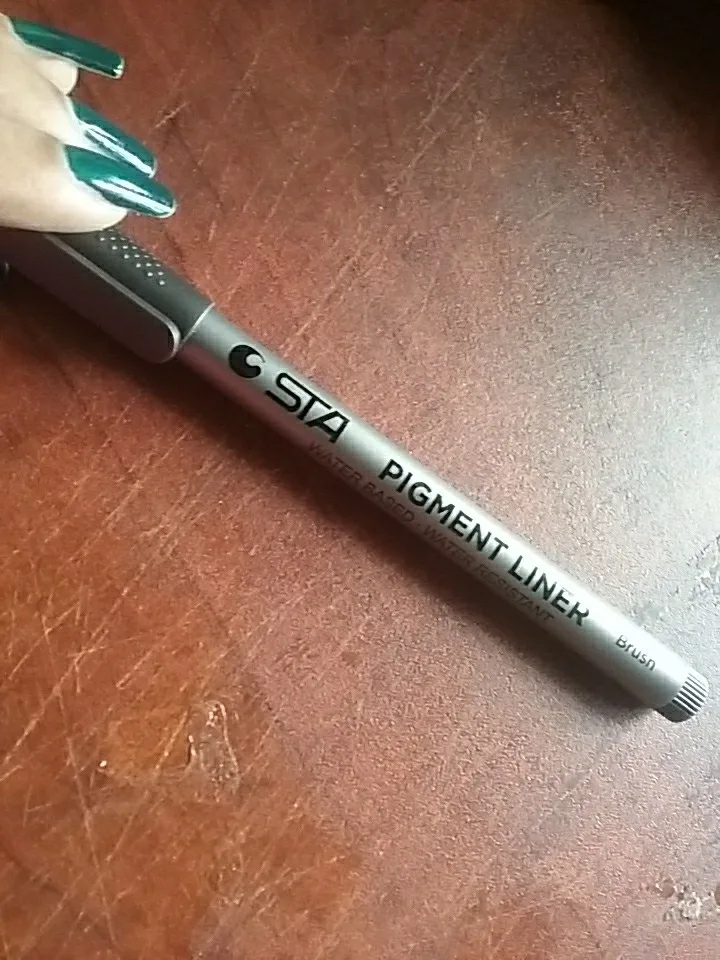 STA PIGMENT LINER Brush
WATER BASED · WATER RESISTANT